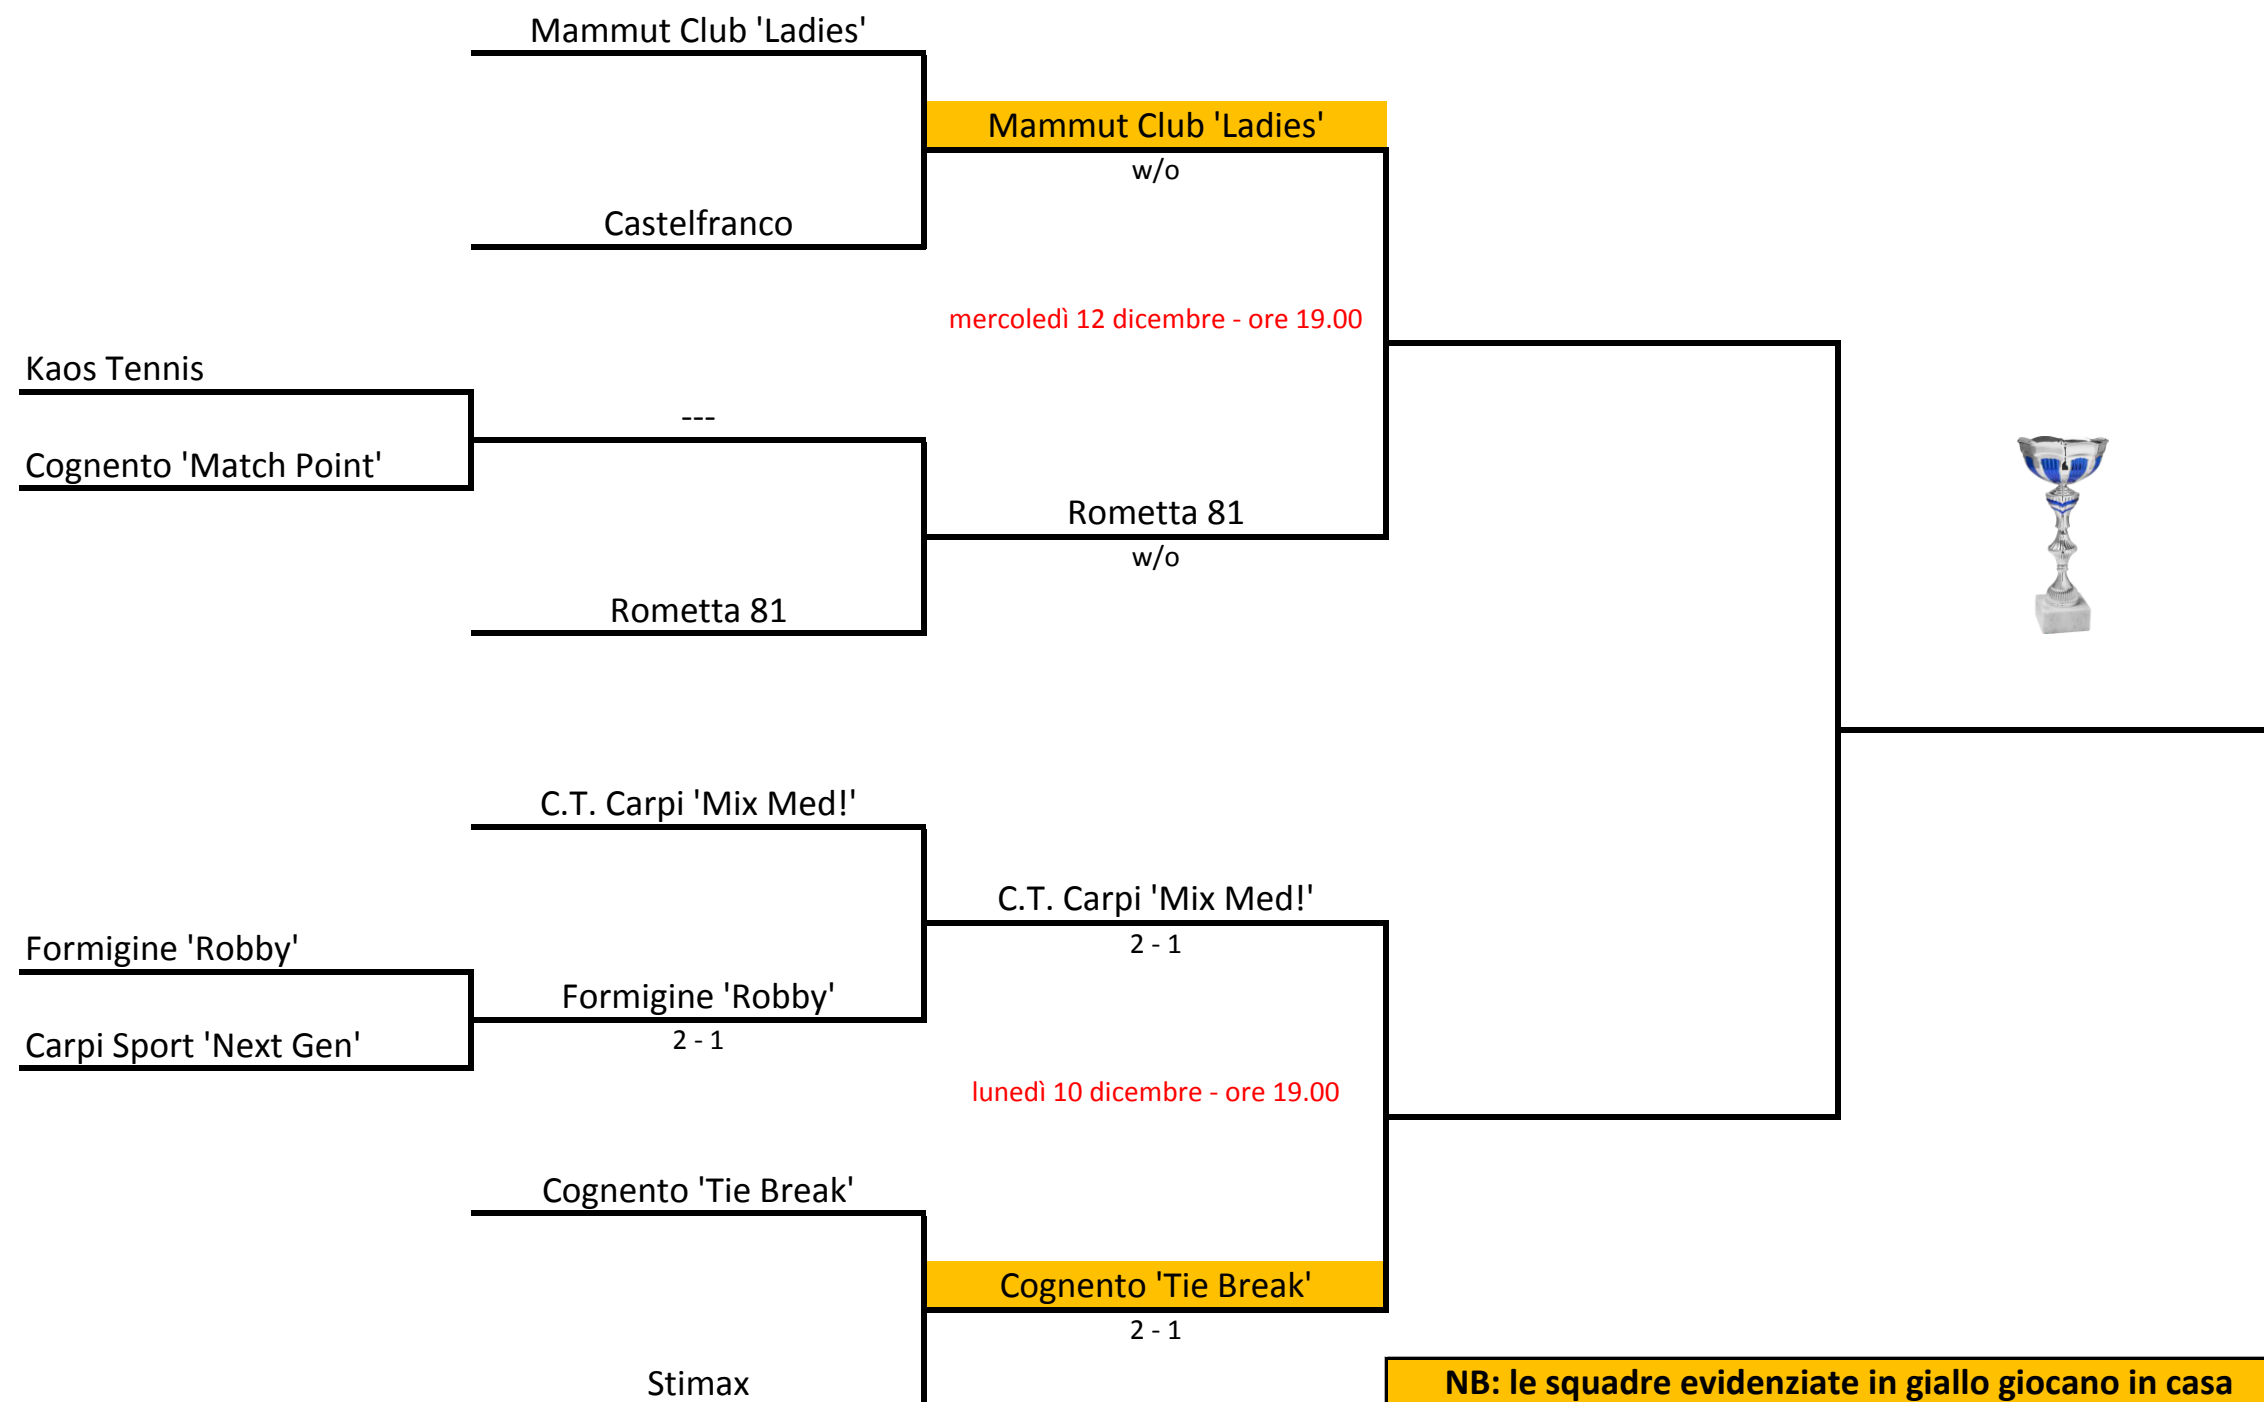 Mammut Club 'Ladies'
Mammut Club 'Ladies'
w/o
Castelfranco
mercoledì 12 dicembre - ore 19.00
Kaos Tennis
---
Cognento 'Match Point'
Rometta 81
w/o
Rometta 81
C.T. Carpi 'Mix Med!'
C.T. Carpi 'Mix Med!'
2 - 1
Formigine 'Robby'
Formigine 'Robby'
2 - 1
Carpi Sport 'Next Gen'
lunedì 10 dicembre - ore 19.00
Cognento 'Tie Break'
Cognento 'Tie Break'
2 - 1
Stimax
NB: le squadre evidenziate in giallo giocano in casa